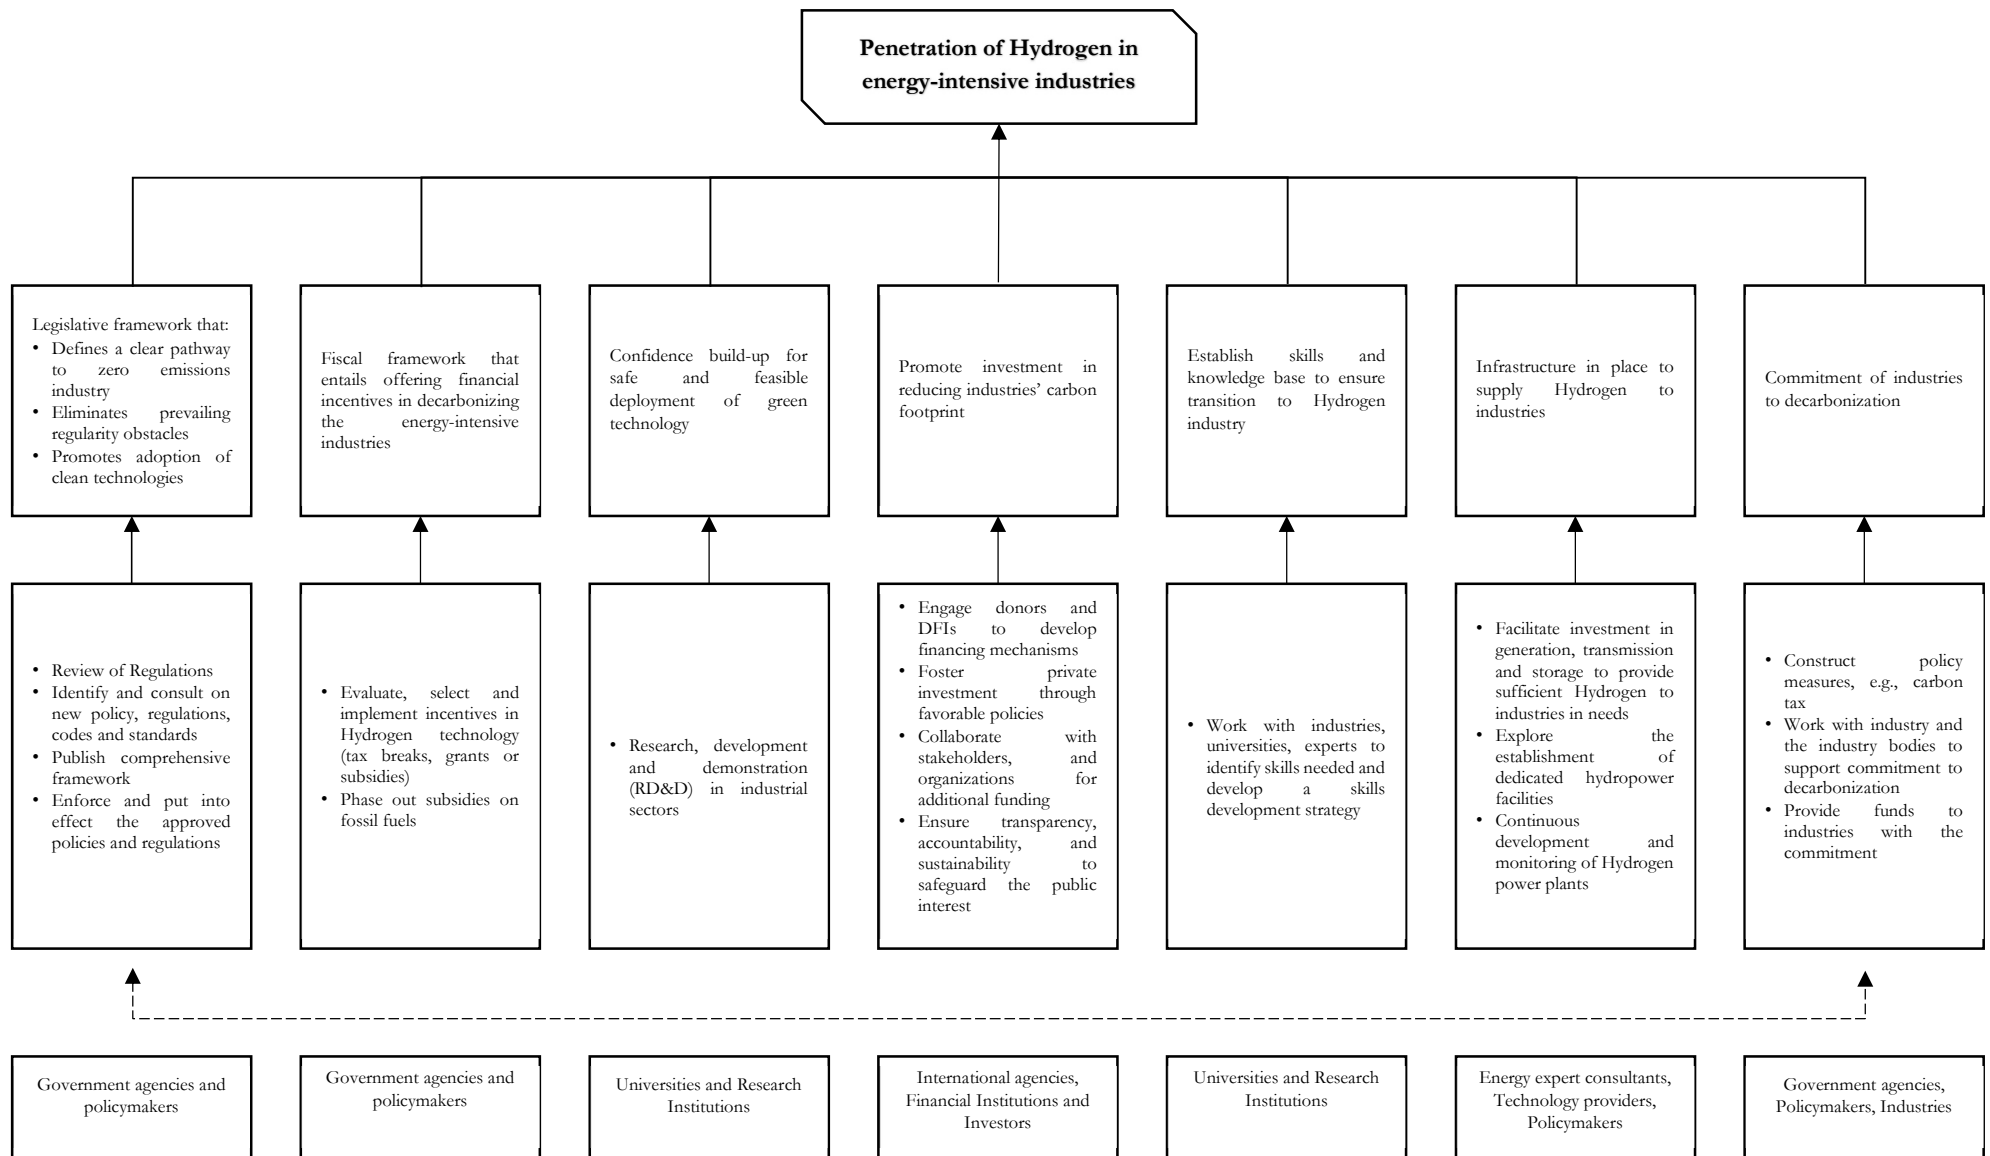 Penetration of Hydrogen in
energy-intensive industries
Legislative framework that:
• Defines a clear pathway
to zero emissions
industry
• Eliminates prevailing
regularity obstacles
• Promotes adoption of
clean technologies
Fiscal framework that
entails offering financial
incentives in decarbonizing
the energy-intensive
industries
Confidence build-up for
safe and feasible
deployment of green
technology
Promote investment in
reducing industries’ carbon
footprint
Establish skills and
knowledge base to ensure
transition to Hydrogen
industry
Infrastructure in place to
supply Hydrogen to
industries
Commitment of industries
to decarbonization
• Review of Regulations
• Identify and consult on
new policy, regulations,
codes and standards
• Publish comprehensive
framework
• Enforce and put into
effect the approved
policies and regulations
• Evaluate, select and
implement incentives in
Hydrogen technology
(tax breaks, grants or
subsidies)
• Phase out subsidies on
fossil fuels
• Research, development
and demonstration
(RD&D) in industrial
sectors
• Engage donors and
DFIs to develop
financing mechanisms
• Foster private
investment through
favorable policies
• Collaborate with
stakeholders, and
organizations for
additional funding
• Ensure transparency,
accountability, and
sustainability to
safeguard the public
interest
• Work with industries,
universities, experts to
identify skills needed and
develop a skills
development strategy
• Facilitate investment in
generation, transmission
and storage to provide
sufficient Hydrogen to
industries in needs
• Explore the
establishment of
dedicated hydropower
facilities
• Continuous
development and
monitoring of Hydrogen
power plants
• Construct policy
measures, e.g., carbon
tax
• Work with industry and
the industry bodies to
support commitment to
decarbonization
• Provide funds to
industries with the
commitment
Government agencies and
policymakers
Government agencies and
policymakers
Universities and Research
Institutions
International agencies,
Financial Institutions and
Investors
Universities and Research
Institutions
Energy expert consultants,
Technology providers,
Policymakers
Government agencies,
Policymakers, Industries